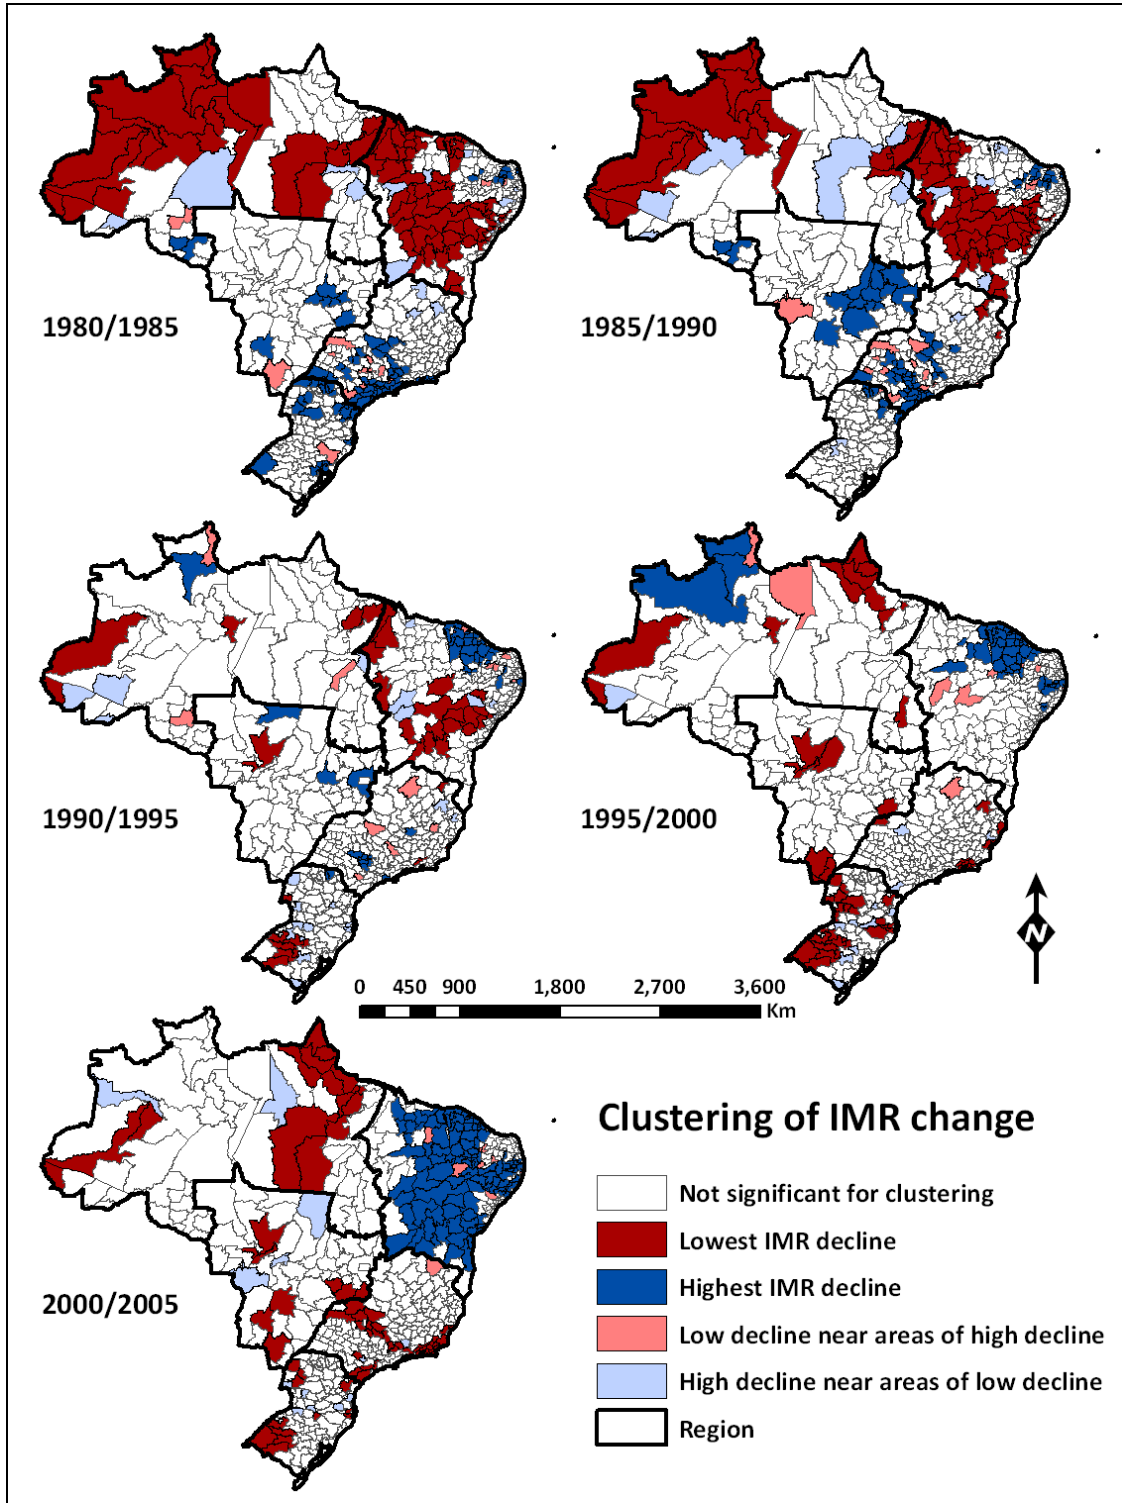 1980/1985
1985/1990
1990/1995
1995/2000
N
0 450 900 1,800 2,700 3,600
Km
2000/2005
Clustering of IMR change
Not significant for clustering
Lowest IMR decline
Highest IMR decline
Low decline near areas of high decline
High decline near areas of low decline
Region